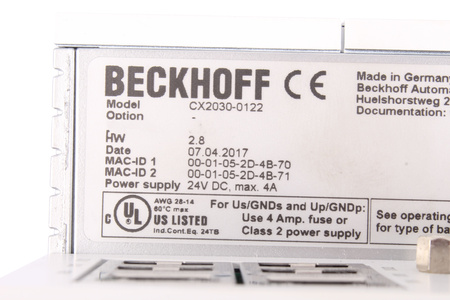 BECKHOFF CE
Made in Germany
Beckhoff Automa
Huelshorstweg 2
Documentation:
Model CX2030-0122
Option -
-
HW 2.8
Date 07.04.2017
MAC-ID 1 00-01-05-2D-4B-70
MAC-ID 2 00-01-05-2D-4B-71
Power supply 24V DC, max. 4A
AWG 28-14
60°C max
c UL US LISTED
Ind.Cont.Eq. 24TB
For Us/GNDs and Up/GNDp:
Use 4 Amp. fuse or
Class 2 power supply
See operating
for type of ba